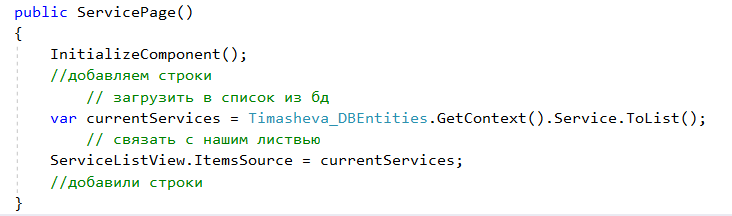 public ServicePage()
{
InitializeComponent();
//добавляем строки
// загрузить в список из бд
var currentServices = Timasheva_DBEntities.GetContext().Service.ToList();
// связать с нашим листвью
ServiceListView.ItemsSource = currentServices;
//добавили строки
}